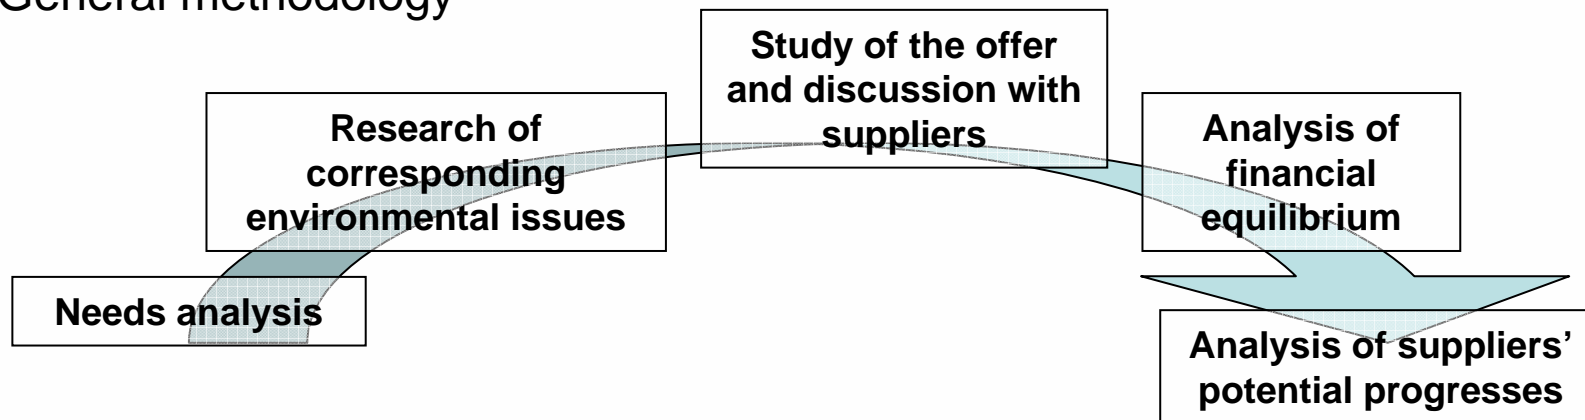 General methodology
Study of the offer
and discussion with
suppliers
Research of
corresponding
environmental issues
Analysis of
financial
equilibrium
Needs analysis
Analysis of suppliers’
potential progresses